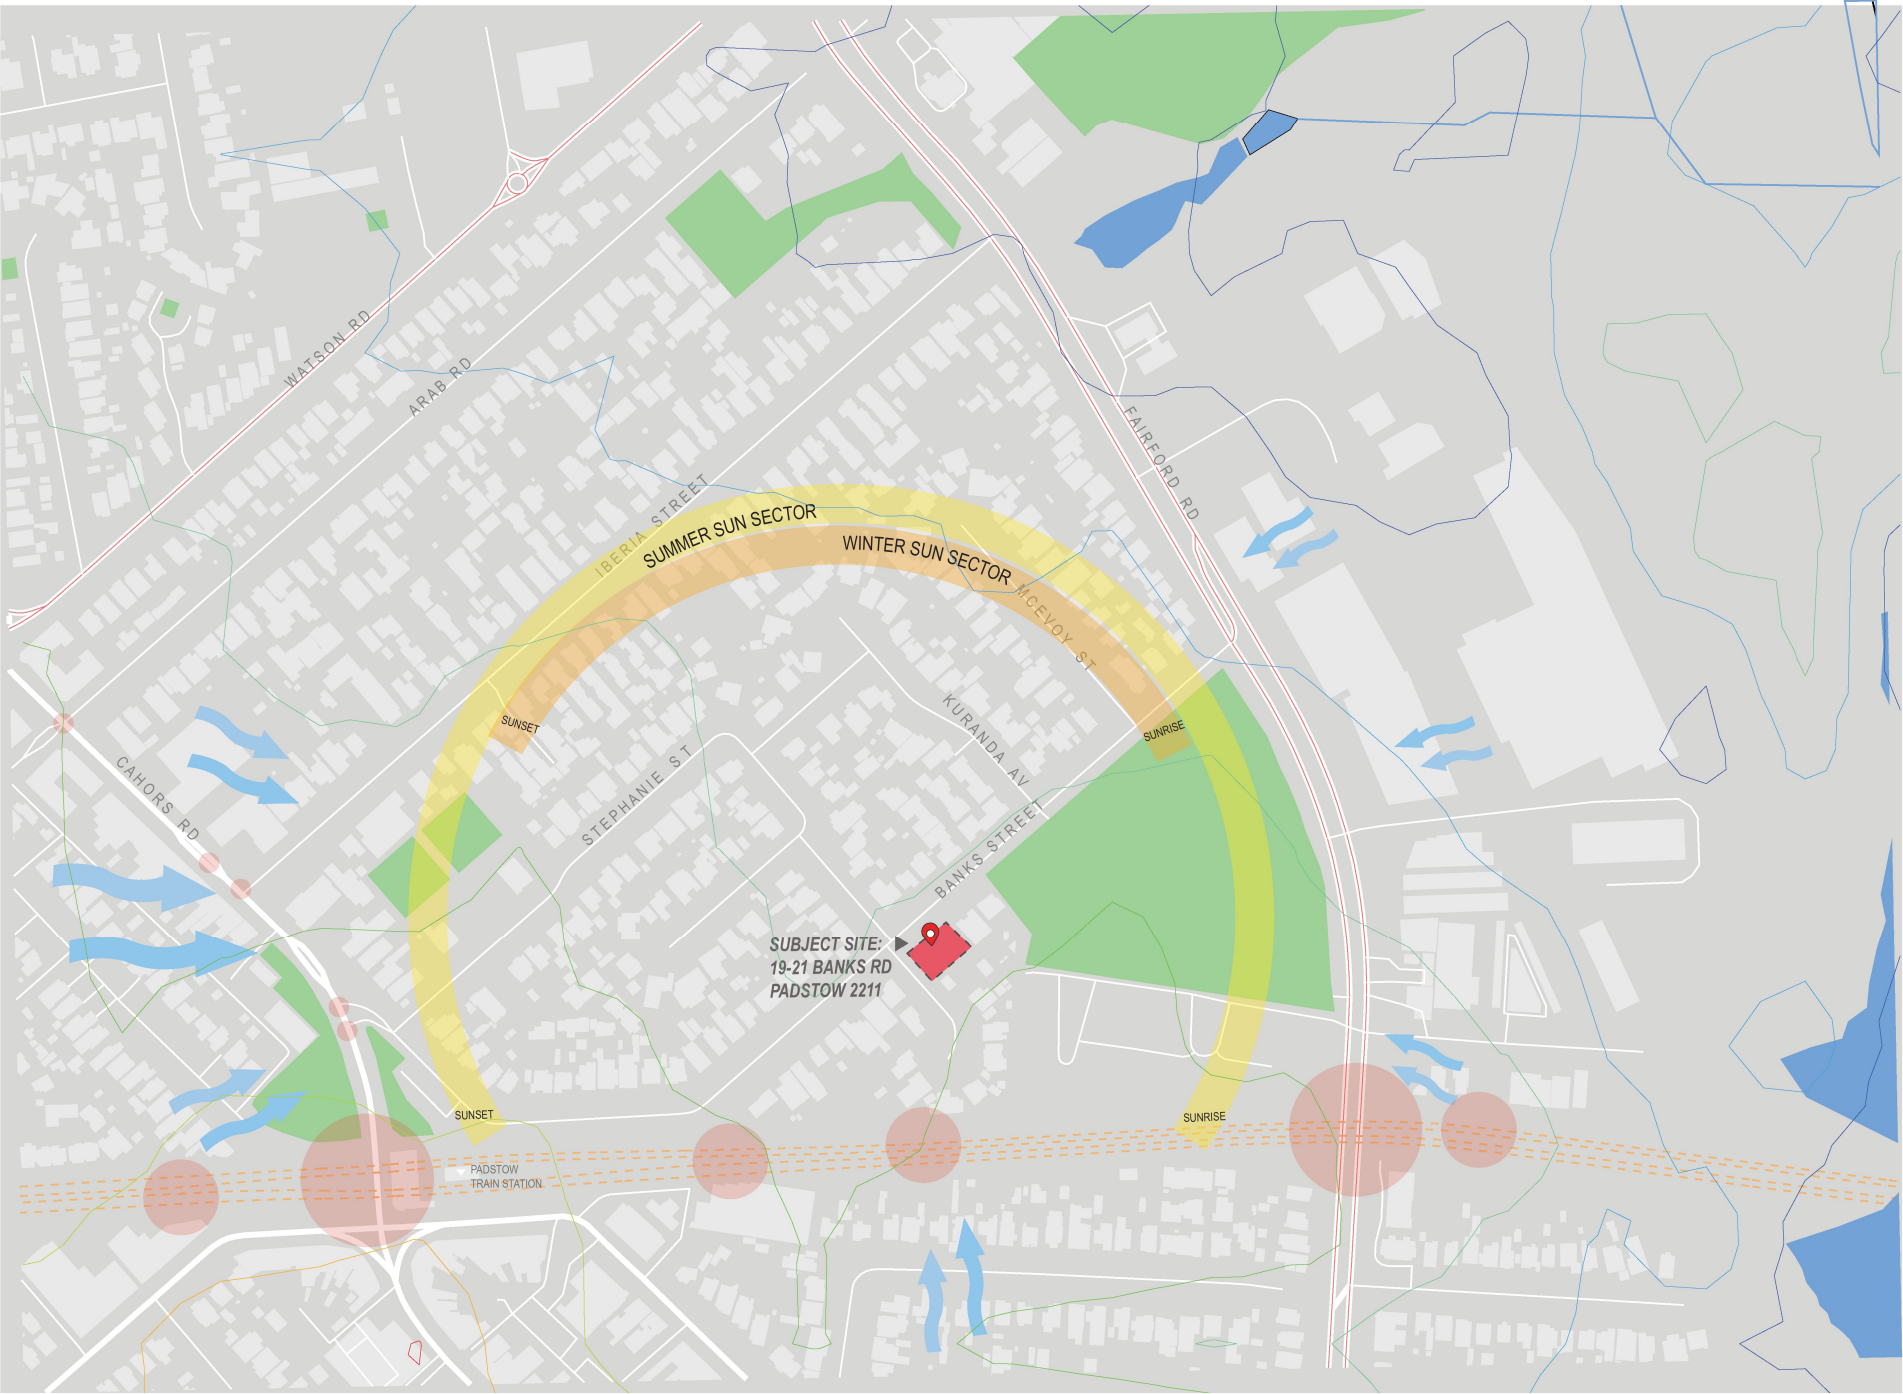 WATSON RD
ARAB RD
FAIRFORD RD
IBERIA STREET
SUMMER SUN SECTOR
WINTER SUN SECTOR
MCEVOY ST
SUNSET
SUNRISE
KURANDA AV
STEPHANIE ST
CAHORS RD
BANKS STREET
SUBJECT SITE:
19-21 BANKS RD
PADSTOW 2211
SUNSET
SUNRISE
PADSTOW
TRAIN STATION